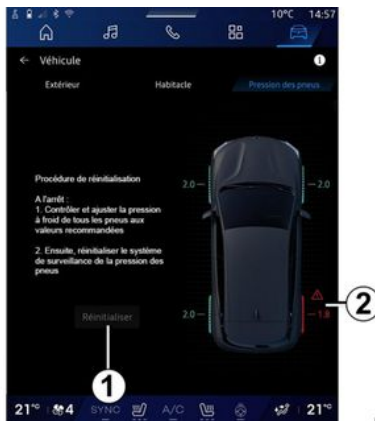 10°C 14:57
Véhicule
Extérieur Habitacle Pression des pneus
Procédure de réinitialisation
A l'arrêt :
1. Contrôler et ajuster la pression
à froid de tous les pneus aux
valeurs recommandées
2. Ensuite, réinitialiser le système
de surveillance de la pression des
pneus
2.0 2.0
2.0 1.8
2
Réinitialiser
1
21° 4 SYNC A/C 21°